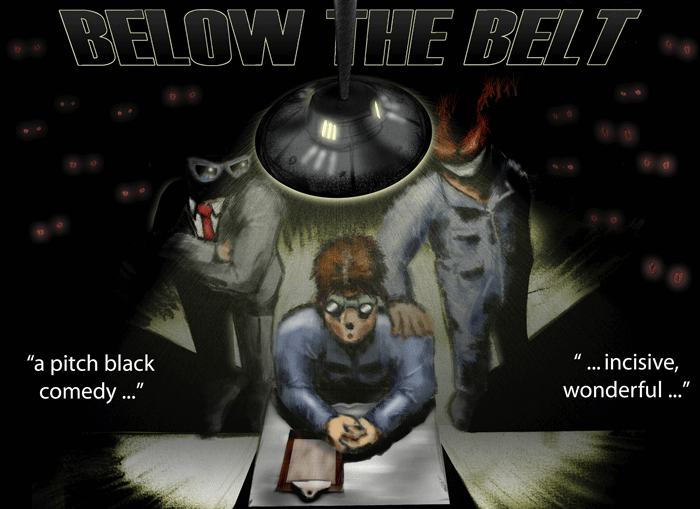 BELOW THE BELT
“a pitch black
comedy ...”
“ ... incisive,
wonderful ...”